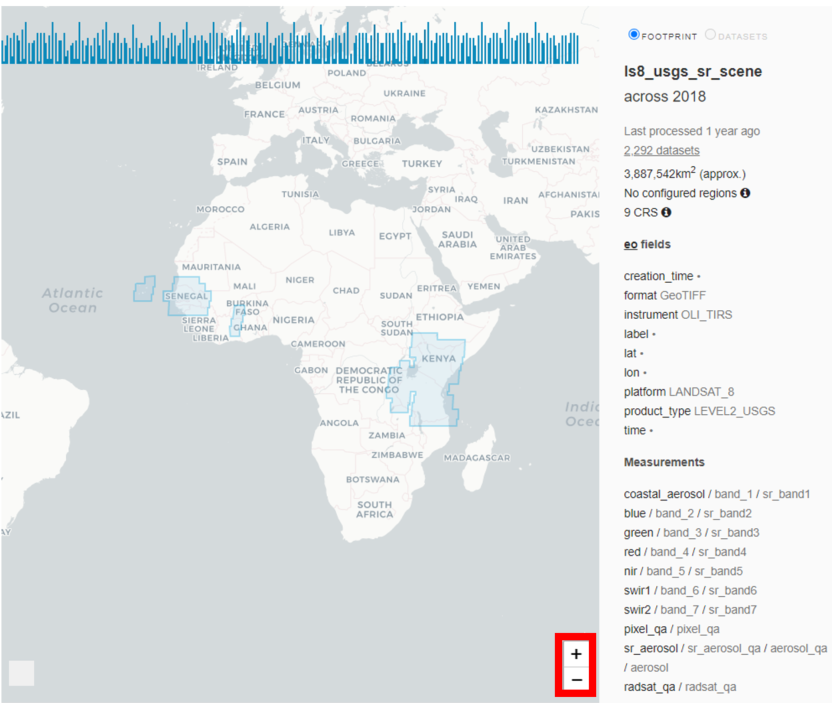 IRELAND
POLAND
BELGIUM
UKRAINE
FRANCE
AUSTRIA
ROMANIA
KAZAKHSTAN
ITALY
BULGARIA
UZBEKISTAN
SPAIN
GREECE
TURKEY
TURKMENISTAN
TUNISIA
SYRIA
IRAQ
IRAN
AFGHANISTA
MOROCCO
JORDAN
PAKIS
ALGERIA
LIBYA
EGYPT
SAUDI
ARABIA
UNITED
ARAB
EMIRATES
MAURITANIA
Atlantic
Ocean
SENEGAL
MALI
NIGER
CHAD
SUDAN
ERITREA
YEMEN
BURKINA
FASO
SIERRA
LEONE
GHANA
NIGERIA
SOUTH
SUDAN
ETHIOPIA
LIBERIA
CAMEROON
KENYA
GABON
DEMOCRATIC
REPUBLIC OF
THE CONGO
AZIL
Indic
Ocea
ANGOLA
ZAMBIA
ZIMBABWE
MADAGASCAR
BOTSWANA
SOUTH
AFRICA
AY
+
−
FOOTPRINT DATASETS
ls8_usgs_sr_scene
across 2018
Last processed 1 year ago
2,292 datasets
3,887,542km² (approx.)
No configured regions
9 CRS
eo fields
creation_time •
format GeoTIFF
instrument OLI_TIRS
label •
lat •
lon •
platform LANDSAT_8
product_type LEVEL2_USGS
time •
Measurements
coastal_aerosol / band_1 / sr_band1
blue / band_2 / sr_band2
green / band_3 / sr_band3
red / band_4 / sr_band4
nir / band_5 / sr_band5
swir1 / band_6 / sr_band6
swir2 / band_7 / sr_band7
pixel_qa / pixel_qa
sr_aerosol / sr_aerosol_qa / aerosol_qa
/ aerosol
radsat_qa / radsat_qa